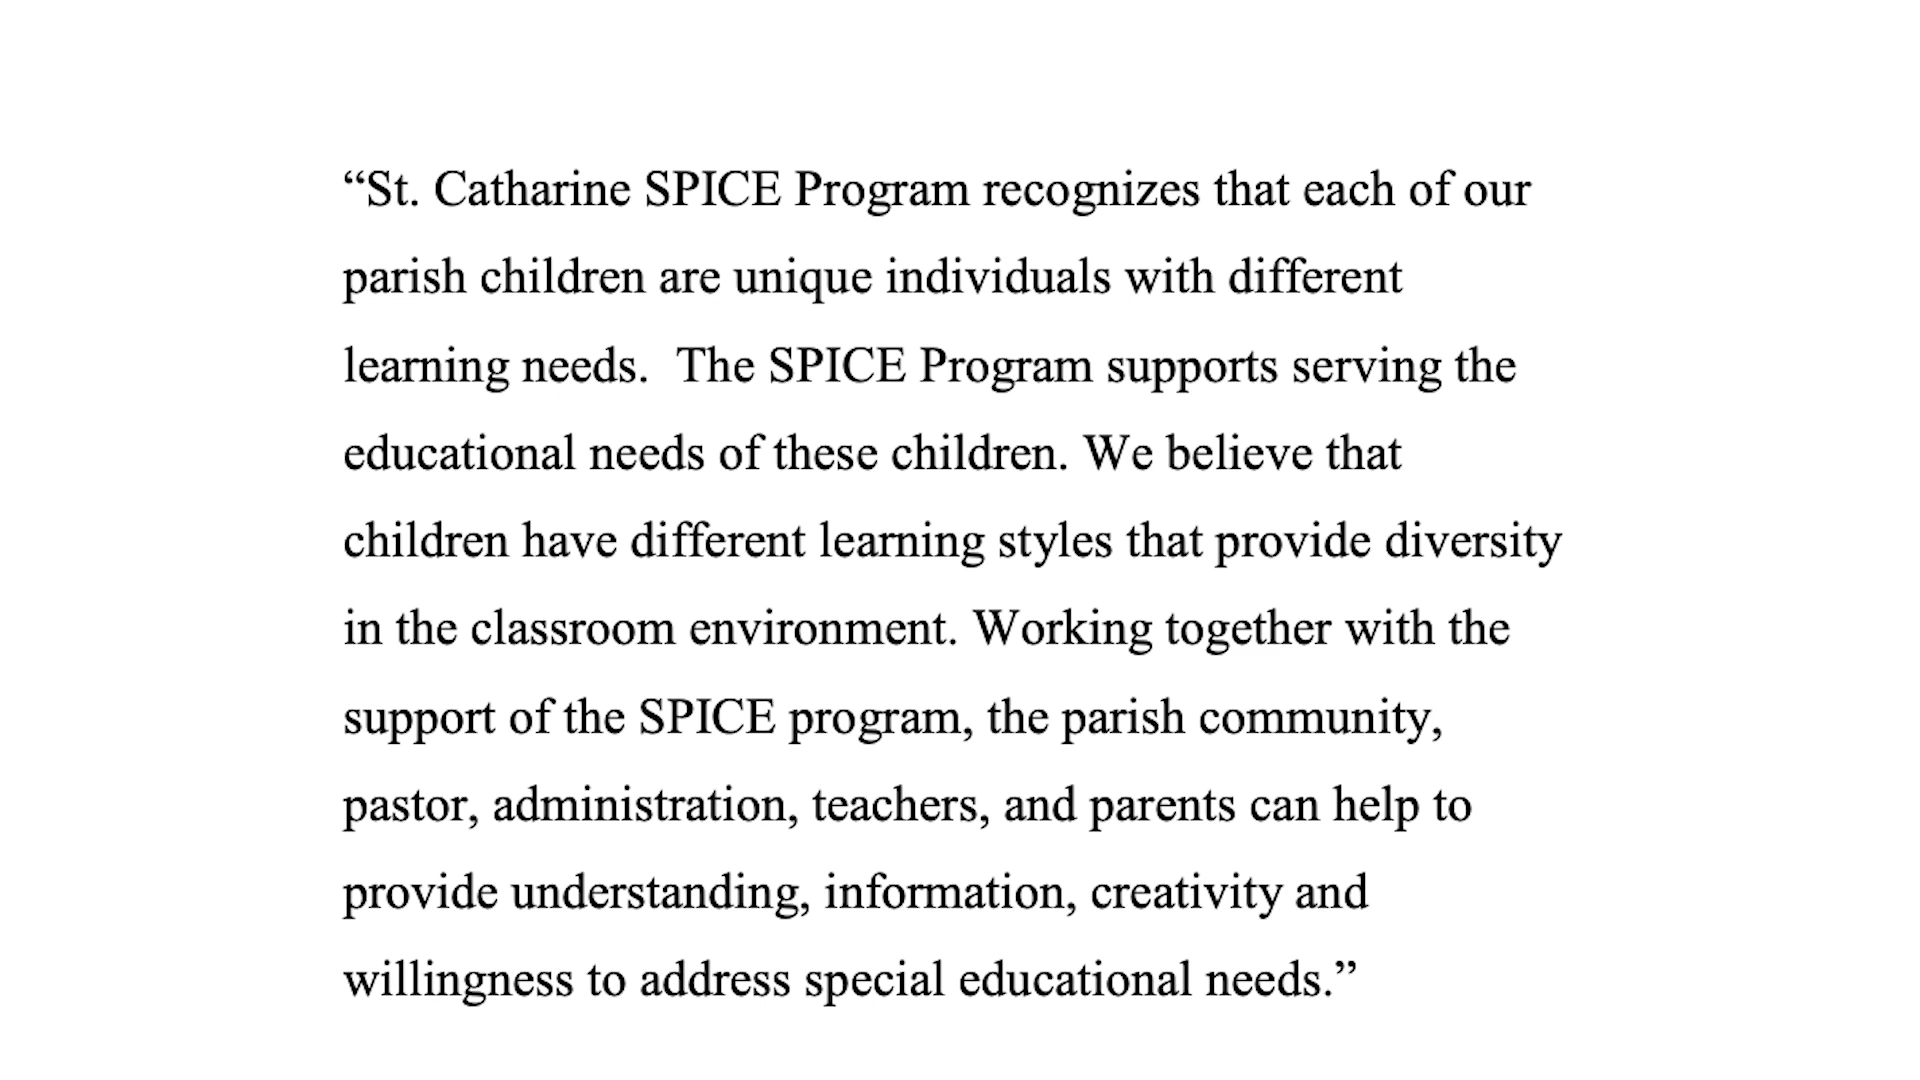 “St. Catharine SPICE Program recognizes that each of our
parish children are unique individuals with different
learning needs.  The SPICE Program supports serving the
educational needs of these children. We believe that
children have different learning styles that provide diversity
in the classroom environment. Working together with the
support of the SPICE program, the parish community,
pastor, administration, teachers, and parents can help to
provide understanding, information, creativity and
willingness to address special educational needs.”